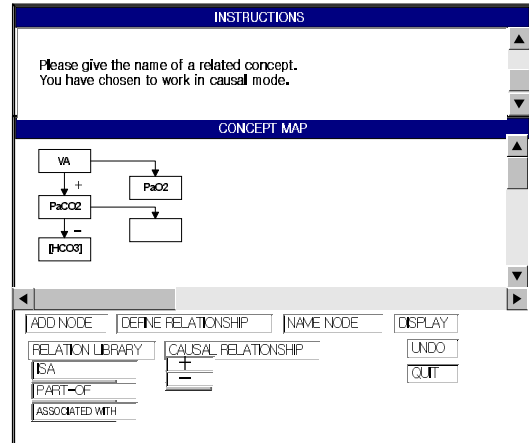 INSTRUCTIONS
Please give the name of a related concept.
You have chosen to work in causal mode.
CONCEPT MAP
VA
+
PaO2
PaCO2
−
[HCO3]
ADD NODE DEFINE RELATIONSHIP NAME NODE DISPLAY
RELATION LIBRARY CAUSAL RELATIONSHIP UNDO
ISA +
PART-OF − QUIT
ASSOCIATED WITH